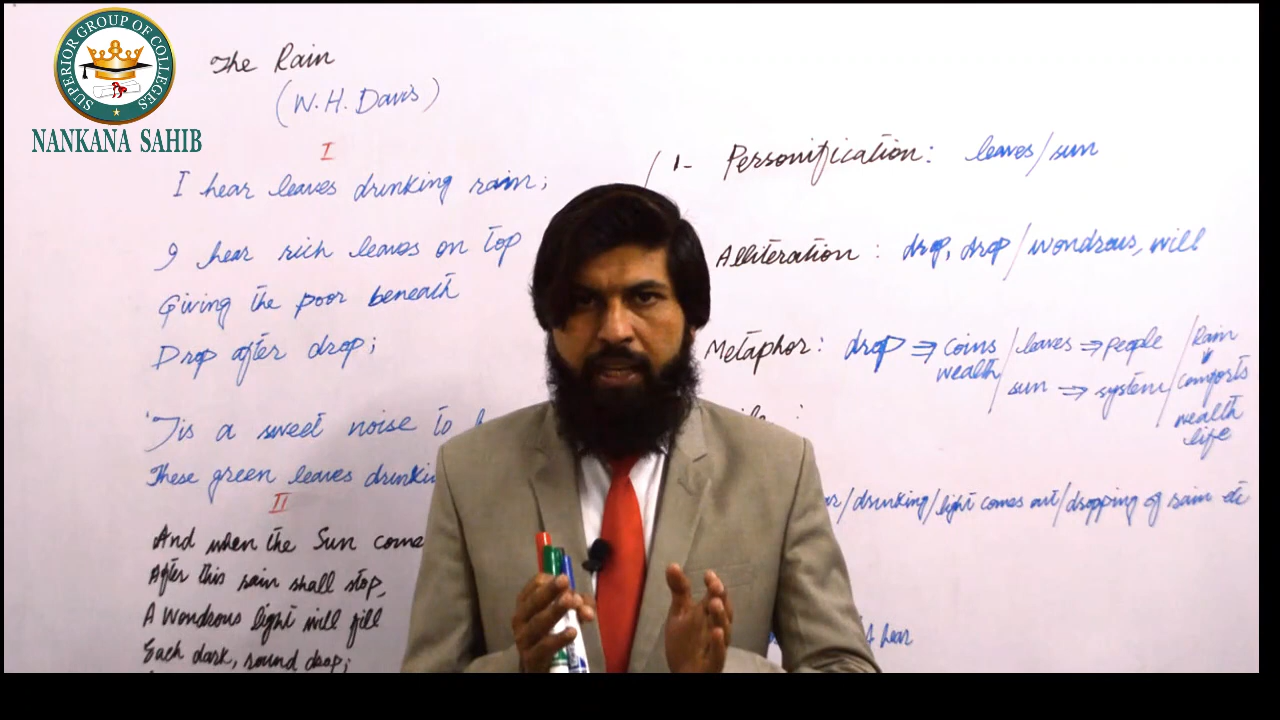 SUPERIOR GROUP OF COLLEGES
NANKANA SAHIB
The Rain
(W.H. Davis)
I
I hear leaves drinking rain;
I hear rich leaves on top
Giving the poor beneath
Drop after drop;
'Tis a sweet noise to
These green leaves
II
And when the Sun
After this rain shall stop,
A Wondrous light will fill
Each dark, round drop;
1- Personification: leaves/sun
Alliteration: drop, drop / wondrous, will
Metaphor: drop ⇒ coins / leaves ⇒ people / Rain
wealth / sun ⇒ system / comforts
wealth
life
/drinking/light comes out/dropping of rain etc
hear